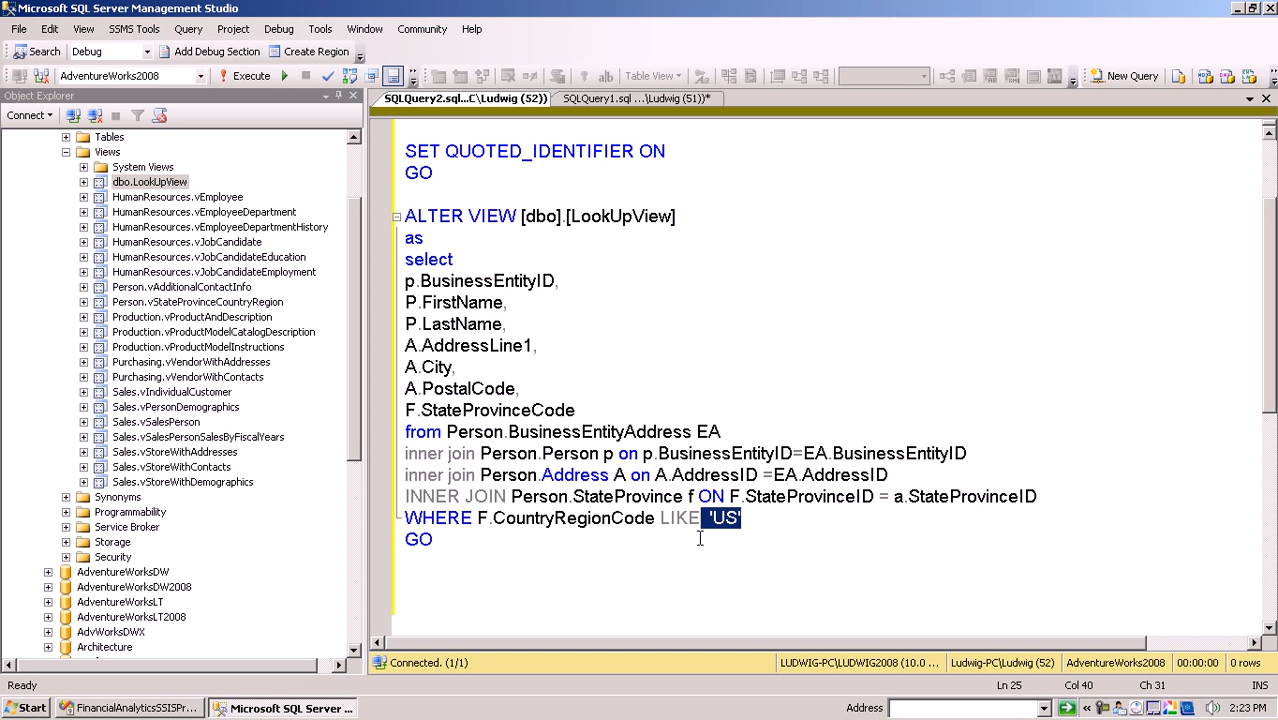 Microsoft SQL Server Management Studio
File Edit View SSMS Tools Query Project Debug Tools Window Community Help
Search Debug Add Debug Section Create Region
AdventureWorks2008 Execute Table View New Query
Object Explorer
SQLQuery2.sql...C\Ludwig (52)) SQLQuery1.sql ...\Ludwig (51))*
Connect
Tables
Views
System Views
dbo.LookUpView
HumanResources.vEmployee
HumanResources.vEmployeeDepartment
HumanResources.vEmployeeDepartmentHistory
HumanResources.vJobCandidate
HumanResources.vJobCandidateEducation
HumanResources.vJobCandidateEmployment
Person.vAdditionalContactInfo
Person.vStateProvinceCountryRegion
Production.vProductAndDescription
Production.vProductModelCatalogDescription
Production.vProductModelInstructions
Purchasing.vVendorWithAddresses
Purchasing.vVendorWithContacts
Sales.vIndividualCustomer
Sales.vPersonDemographics
Sales.vSalesPerson
Sales.vSalesPersonSalesByFiscalYears
Sales.vStoreWithAddresses
Sales.vStoreWithContacts
Sales.vStoreWithDemographics
Synonyms
Programmability
Service Broker
Storage
Security
AdventureWorksDW
AdventureWorksDW2008
AdventureWorksLT
AdventureWorksLT2008
AdvWorksDWX
Architecture
SET QUOTED_IDENTIFIER ON
GO
ALTER VIEW [dbo].[LookUpView]
as
select
p.BusinessEntityID,
P.FirstName,
P.LastName,
A.AddressLine1,
A.City,
A.PostalCode,
F.StateProvinceCode
from Person.BusinessEntityAddress EA
inner join Person.Person p on p.BusinessEntityID=EA.BusinessEntityID
inner join Person.Address A on A.AddressID =EA.AddressID
INNER JOIN Person.StateProvince f ON F.StateProvinceID = a.StateProvinceID
WHERE F.CountryRegionCode LIKE 'US'
GO
Connected. (1/1) LUDWIG-PC\LUDWIG2008 (10.0 ... Ludwig-PC\Ludwig (52) AdventureWorks2008 00:00:00 0 rows
Ready Ln 25 Col 40 Ch 31 INS
Start FinancialAnalyticsSSISPr... Microsoft SQL Server ... Address 2:23 PM